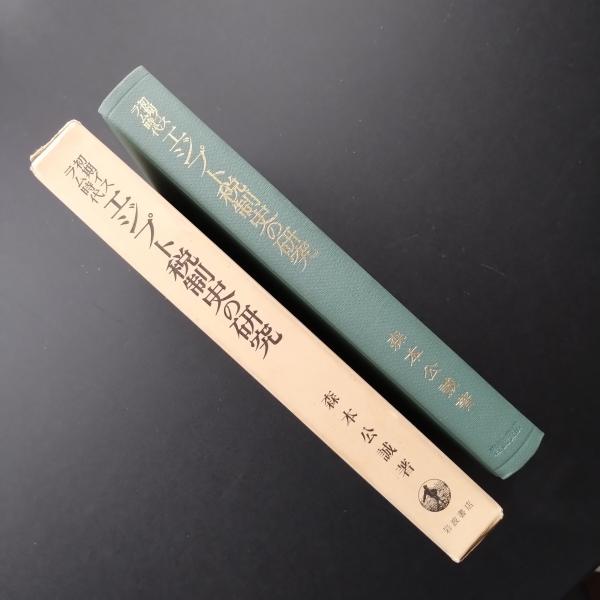 初期イスラム時代
エジプト税制史の研究
森本公誠著
岩波書店
初期イスラム時代
エジプト税制史の研究
森本公誠著